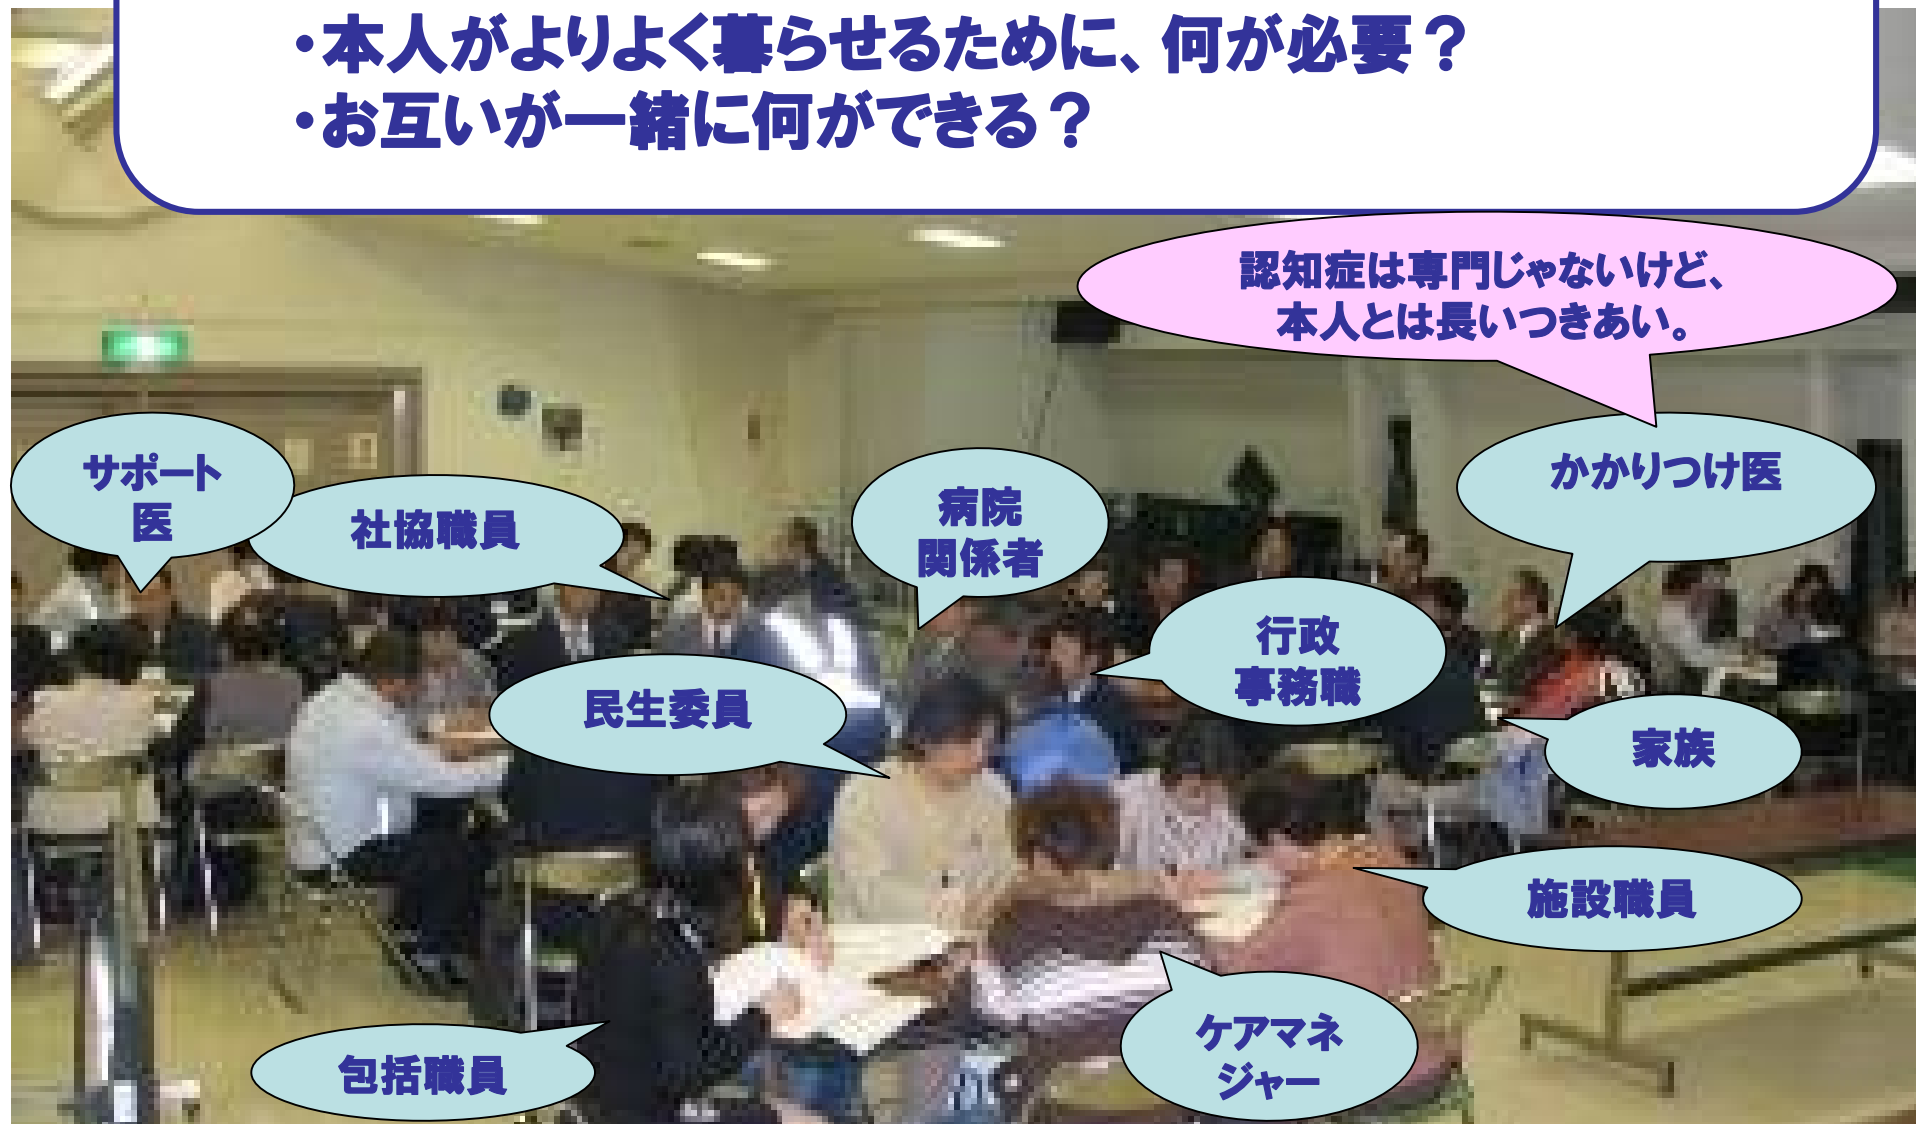 ・本人がよりよく暮らせるために、何が必要？
・お互いが一緒に何ができる？
認知症は専門じゃないけど、
本人とは長いつきあい。
サポート
医
社協職員
病院
関係者
かかりつけ医
行政
事務職
民生委員
家族
施設職員
ケアマネ
ジャー
包括職員